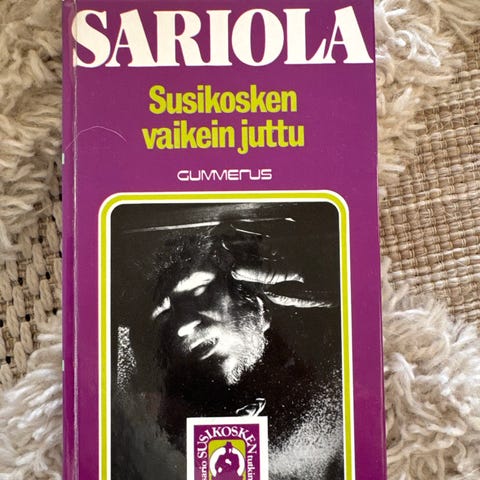 SARIOLA
Susikosken
vaikein juttu
GUMMERUS
SUSIKOSKEN